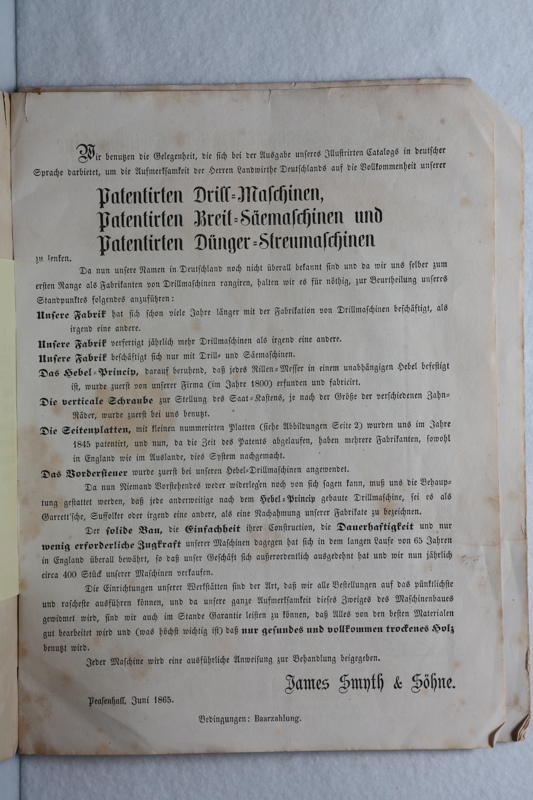 Wir benutzen die Gelegenheit, die sich bei der Ausgabe unseres Illustrirten Catalogs in deutscher
Sprache darbietet, um die Aufmerksamkeit der Herren Landwirthe Deutschlands auf die Vollkommenheit unserer
Patentirten Drill-Maschinen,
Patentirten Breit-Säemaschinen und
Patentirten Dünger-Streumaschinen
zu lenken.
Da nun unsere Namen in Deutschland noch nicht überall bekannt sind und da wir uns selber zum
ersten Range als Fabrikanten von Drillmaschinen rangiren, halten wir es für nöthig, zur Beurtheilung unseres
Standpunktes folgendes anzuführen:
Unsere Fabrik hat sich schon viele Jahre länger mit der Fabrikation von Drillmaschinen beschäftigt, als
irgend eine andere.
Unsere Fabrik verfertigt jährlich mehr Drillmaschinen als irgend eine andere.
Unsere Fabrik beschäftigt sich nur mit Drill- und Säemaschinen.
Das Hebel-Princip, darauf beruhend, daß jedes Rillen-Messer in einem unabhängigen Hebel befestigt
ist, wurde zuerst von unserer Firma (im Jahre 1800) erfunden und fabricirt.
Die verticale Schraube zur Stellung des Saat-Kastens, je nach der Größe der verschiedenen Zahn-
Räder, wurde zuerst bei uns benutzt.
Die Seitenplatten, mit kleinen nummerirten Platten (siehe Abbildungen Seite 2) wurden uns im Jahre
1845 patentirt, und nun, da die Zeit des Patents abgelaufen, haben mehrere Fabrikanten, sowohl
in England wie im Auslande, dies System nachgemacht.
Das Vordersteuer wurde zuerst bei unseren Hebel-Drillmaschinen angewendet.
Da nun Niemand Vorstehendes weder widerlegen noch von sich sagen kann, muß uns die Behaup-
tung gestattet werden, daß jede anderweitige nach dem Hebel-Princip gebaute Drillmaschine, sei es als
Garrett'sche, Suffolker oder irgend eine andere, als eine Nachahmung unserer Fabrikate zu bezeichnen.
Der solide Bau, die Einfachheit ihrer Construction, die Dauerhaftigkeit und nur
wenig erforderliche Zugkraft unserer Maschinen dagegen hat sich in dem langen Laufe von 65 Jahren
in England überall bewährt, so daß unser Geschäft sich außerordentlich ausgedehnt hat und wir nun jährlich
circa 400 Stück unserer Maschinen verkaufen.
Die Einrichtungen unserer Werkstätten sind der Art, daß wir alle Bestellungen auf das pünktlichste
und rascheste ausführen können, und da unsere ganze Aufmerksamkeit dieses Zweiges des Maschinenbaues
gewidmet wird, sind wir auch im Stande Garantie leisten zu können, daß Alles von den besten Materialen
gut bearbeitet wird und (was höchst wichtig ist) daß nur gesundes und vollkommen trockenes Holz
benutzt wird.
Jeder Maschine wird eine ausführliche Anweisung zur Behandlung beigegeben.
James Smyth & Söhne.
Peasenhall, Juni 1865.
Bedingungen: Baarzahlung.